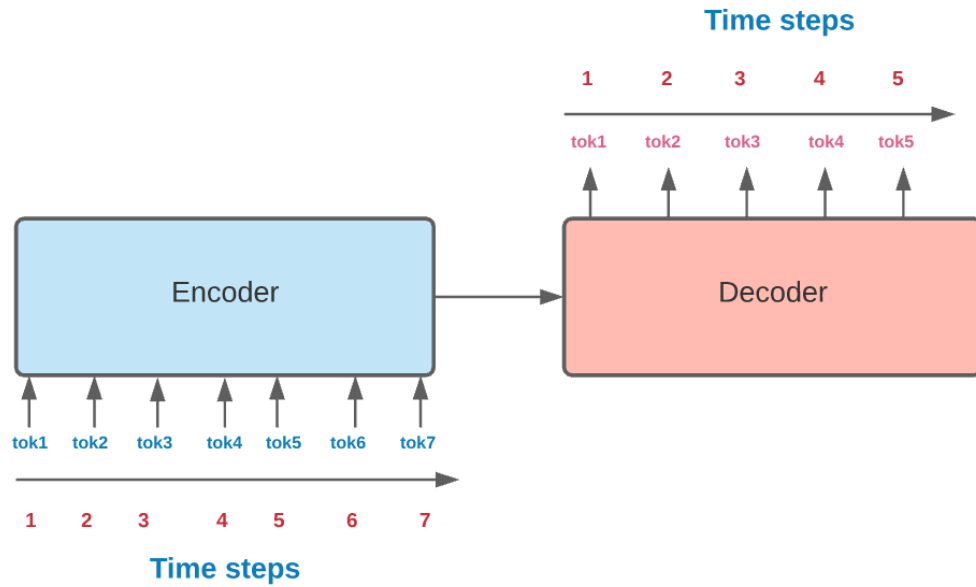 Time steps
1 2 3 4 5
tok1 tok2 tok3 tok4 tok5
Encoder Decoder
tok1 tok2 tok3 tok4 tok5 tok6 tok7
1 2 3 4 5 6 7
Time steps